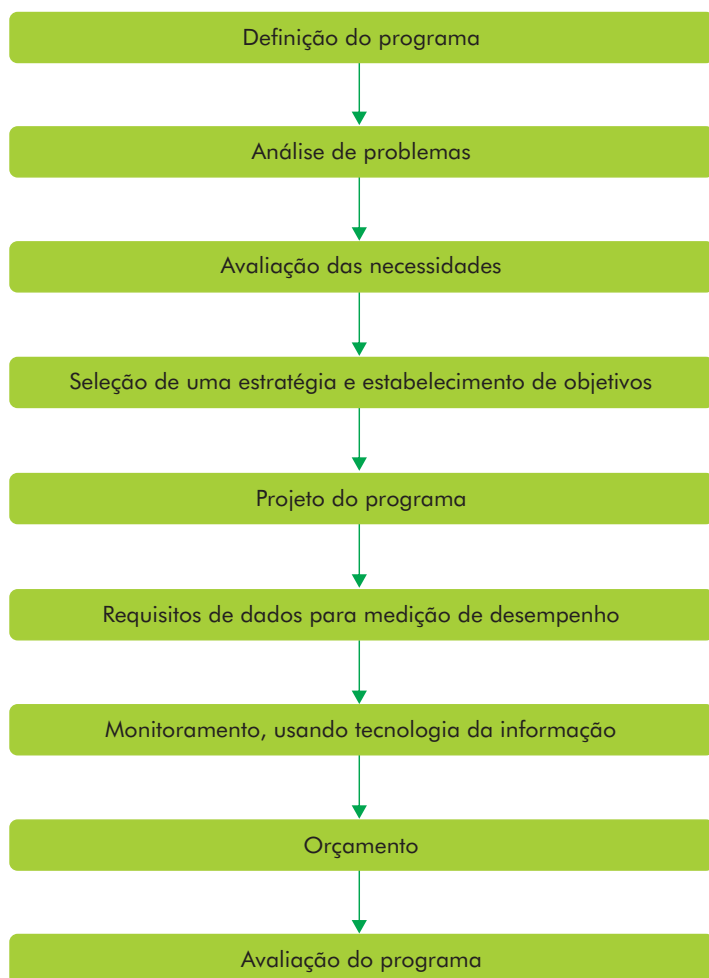 Definição do programa
Análise de problemas
Avaliação das necessidades
Seleção de uma estratégia e estabelecimento de objetivos
Projeto do programa
Requisitos de dados para medição de desempenho
Monitoramento, usando tecnologia da informação
Orçamento
Avaliação do programa